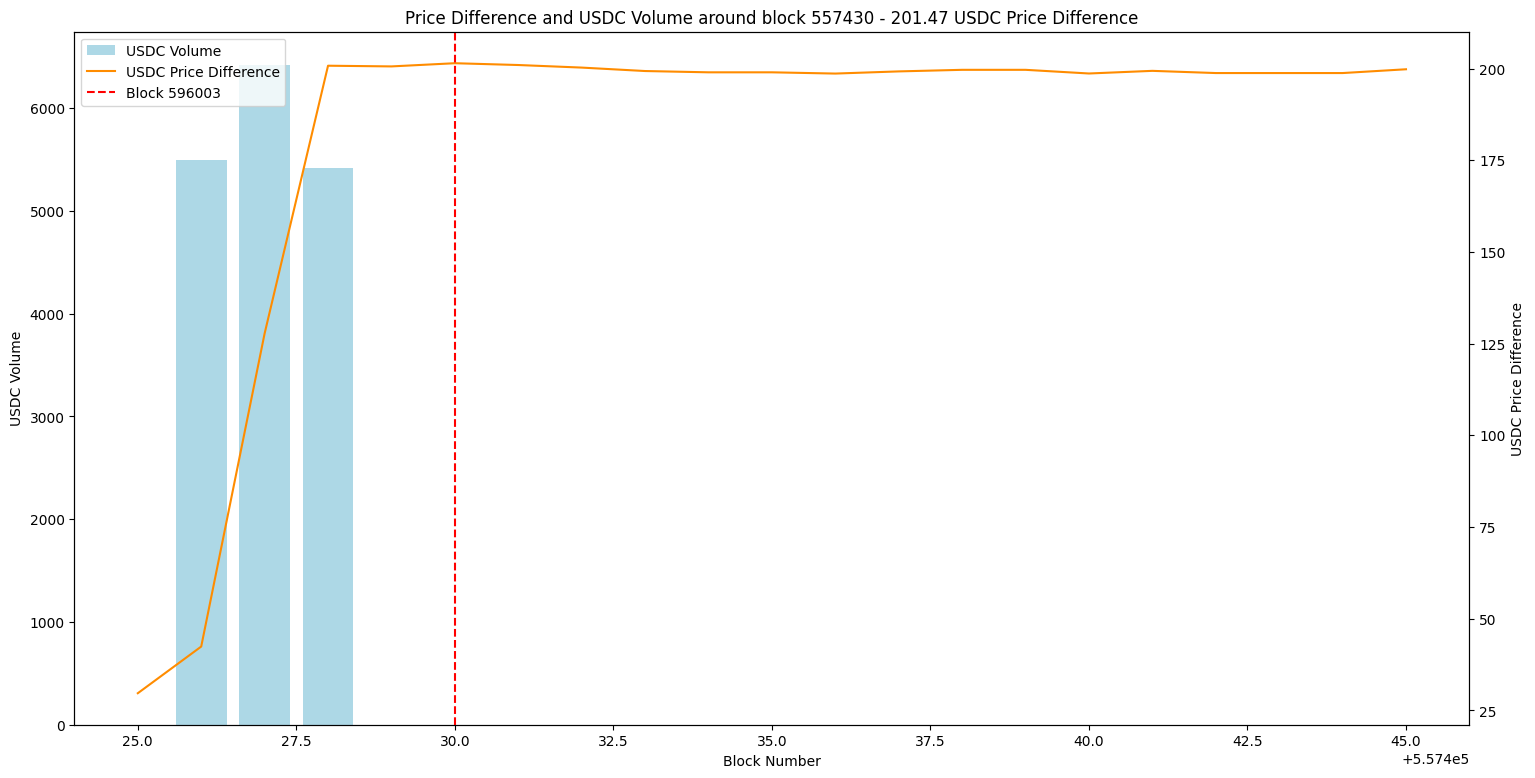 Price Difference and USDC Volume around block 557430 - 201.47 USDC Price Difference
USDC Volume
USDC Price Difference
Block 596003
6000
5000
4000
3000
2000
1000
0
USDC Volume
200
175
150
125
100
75
50
25
USDC Price Difference
25.0 27.5 30.0 32.5 35.0 37.5 40.0 42.5 45.0
+5.574e5
Block Number